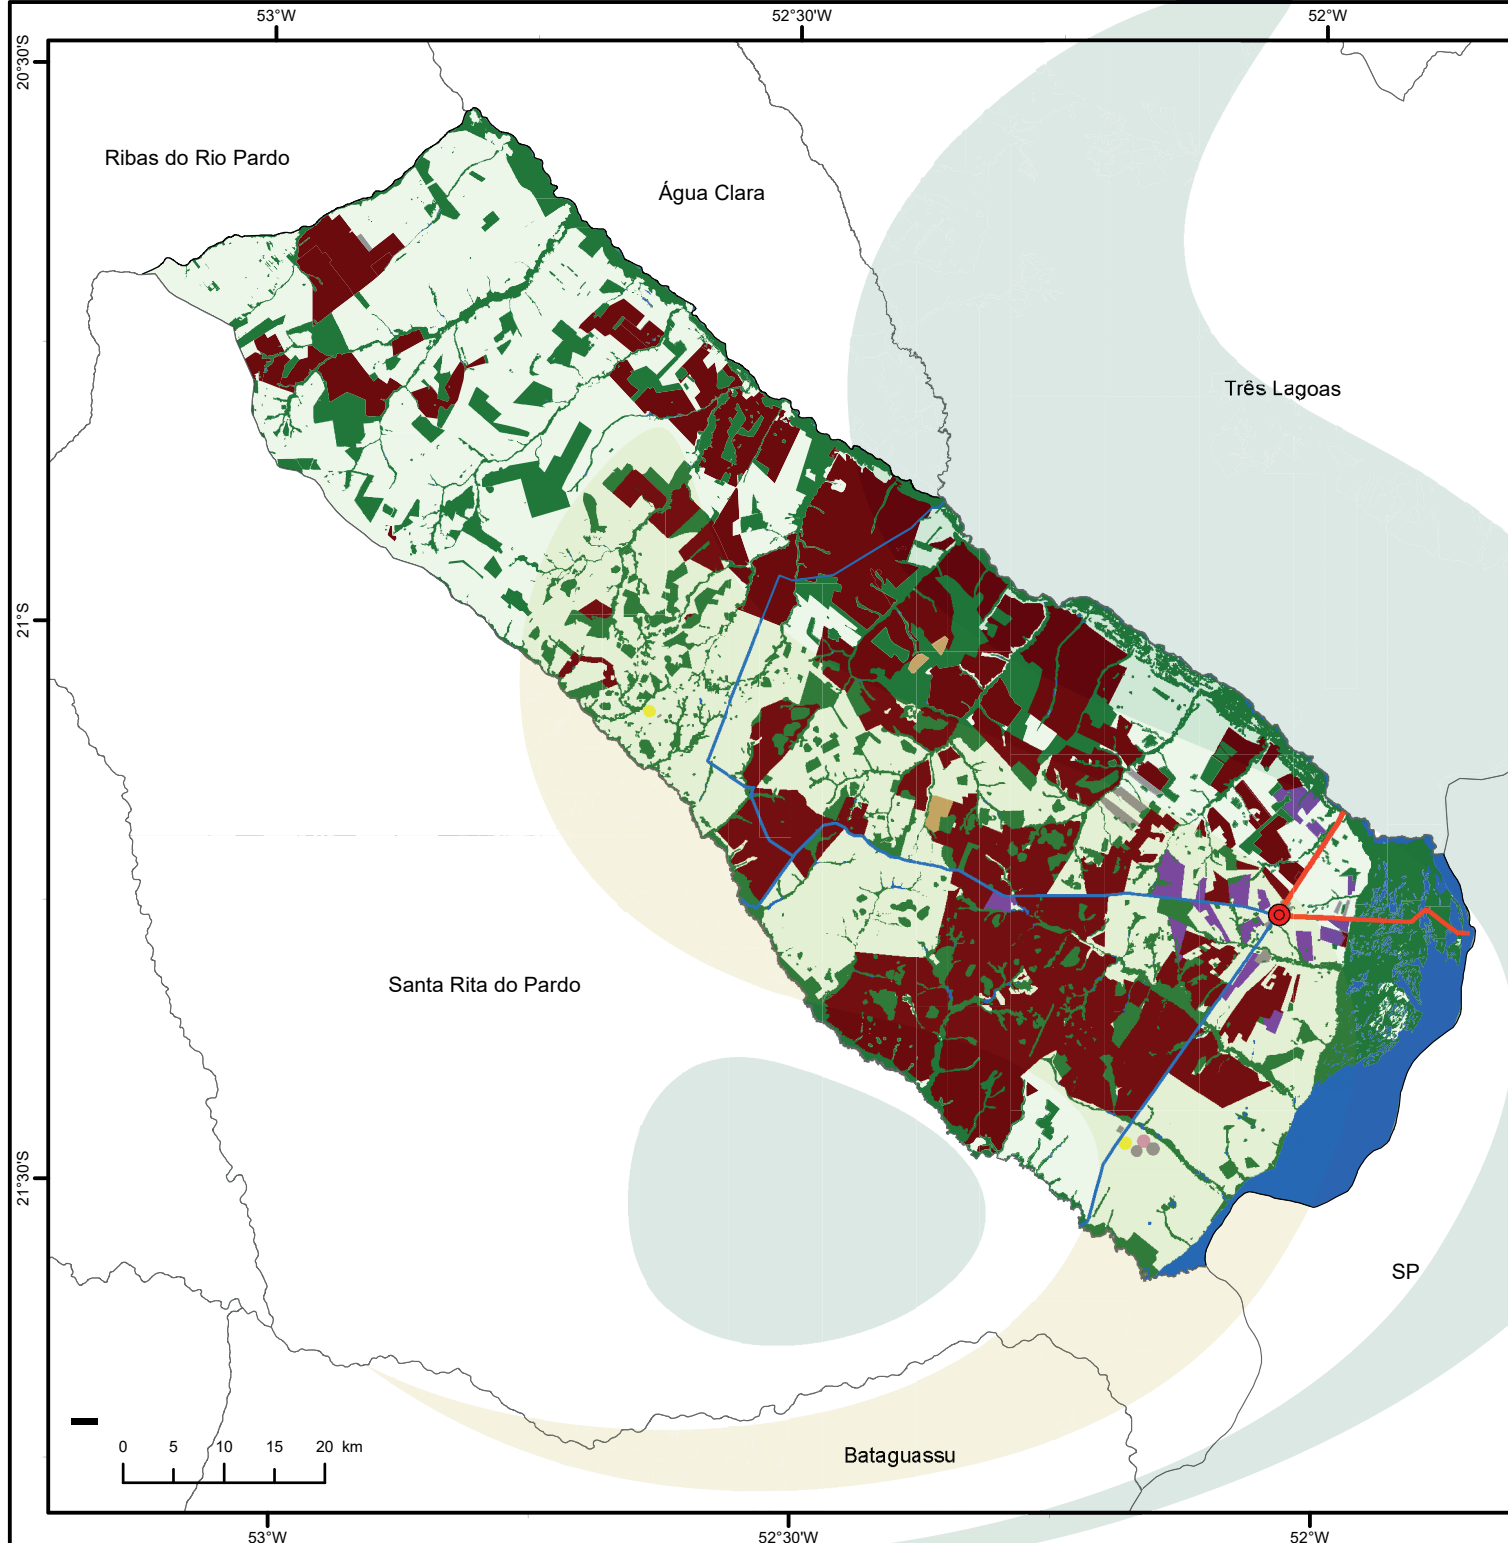 53°W 52°30'W 52°W
20°30'S
Ribas do Rio Pardo
Água Clara
Três Lagoas
21°S
Santa Rita do Pardo
21°30'S
SP
0 5 10 15 20 km
Bataguassu
53°W 52°30'W 52°W